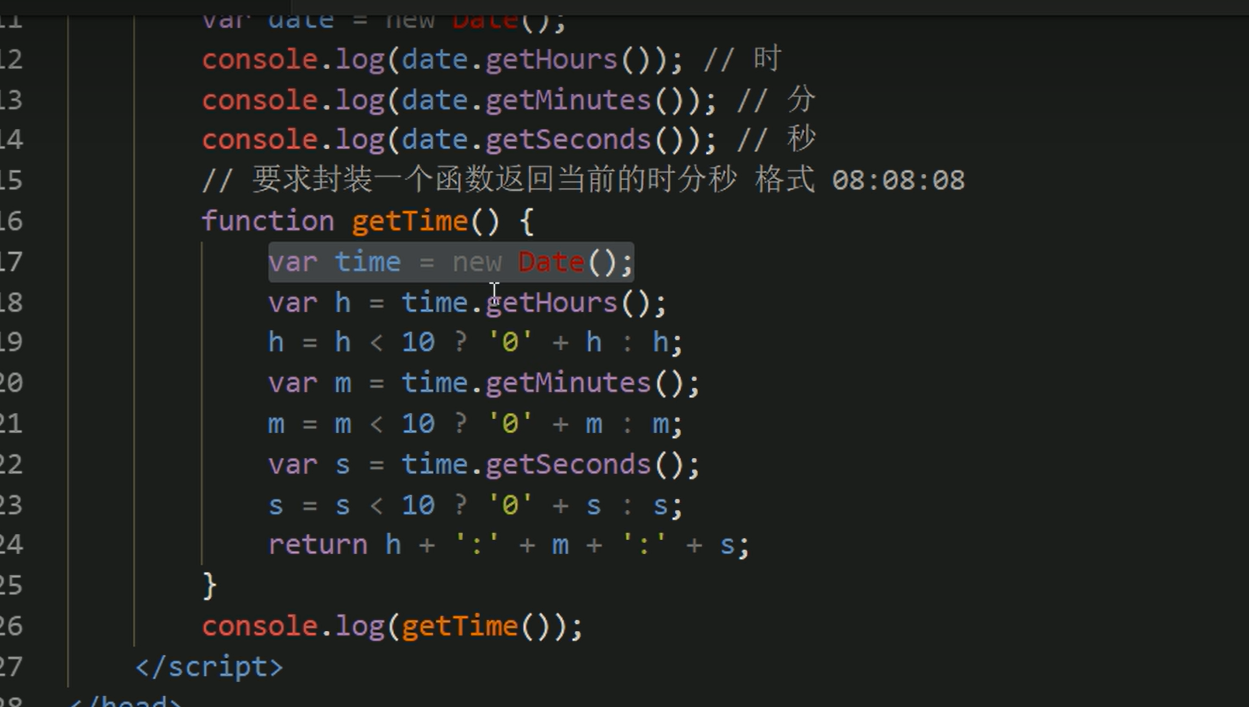 11 var date = new Date();
12 console.log(date.getHours()); // 时
13 console.log(date.getMinutes()); // 分
14 console.log(date.getSeconds()); // 秒
15 // 要求封装一个函数返回当前的时分秒 格式 08:08:08
16 function getTime() {
17 var time = new Date();
18 var h = time.getHours();
19 h = h < 10 ? '0' + h : h;
20 var m = time.getMinutes();
21 m = m < 10 ? '0' + m : m;
22 var s = time.getSeconds();
23 s = s < 10 ? '0' + s : s;
24 return h + ':' + m + ':' + s;
25 }
26 console.log(getTime());
27 </script>
28 </head>